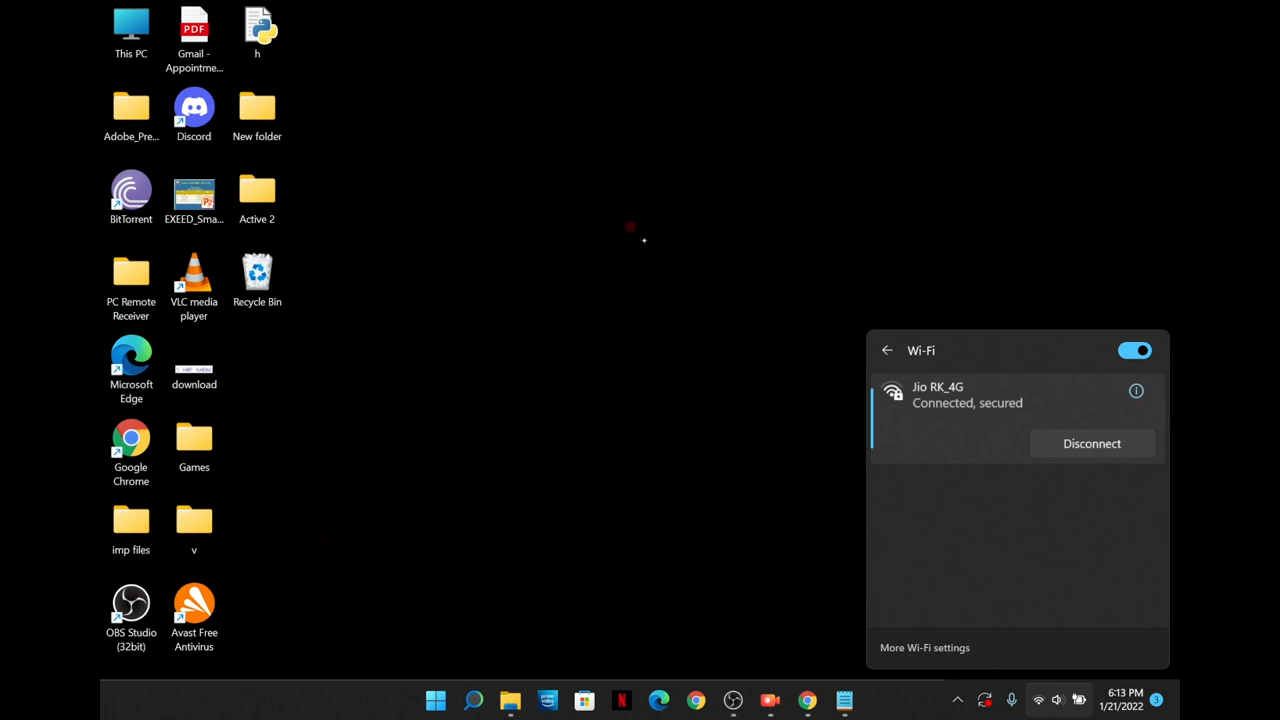 This PC
Gmail -
Appointme...
h
Adobe_Pre...
Discord
New folder
BitTorrent
EXEED_Sma...
Active 2
PC Remote
Receiver
VLC media
player
Recycle Bin
Microsoft
Edge
download
Google
Chrome
Games
imp files
v
OBS Studio
(32bit)
Avast Free
Antivirus
Wi-Fi
Jio RK_4G
Connected, secured
Disconnect
More Wi-Fi settings
6:13 PM
1/21/2022
3
PDF
N